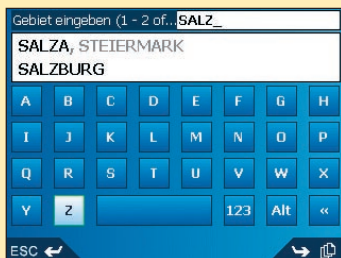 Gebiet eingeben (1 - 2 of... SALZ_
SALZA, STEIERMARK
SALZBURG
A B C D E F G H
I J K L M N O P
Q R S T U V W X
Y Z 123 Alt «
ESC